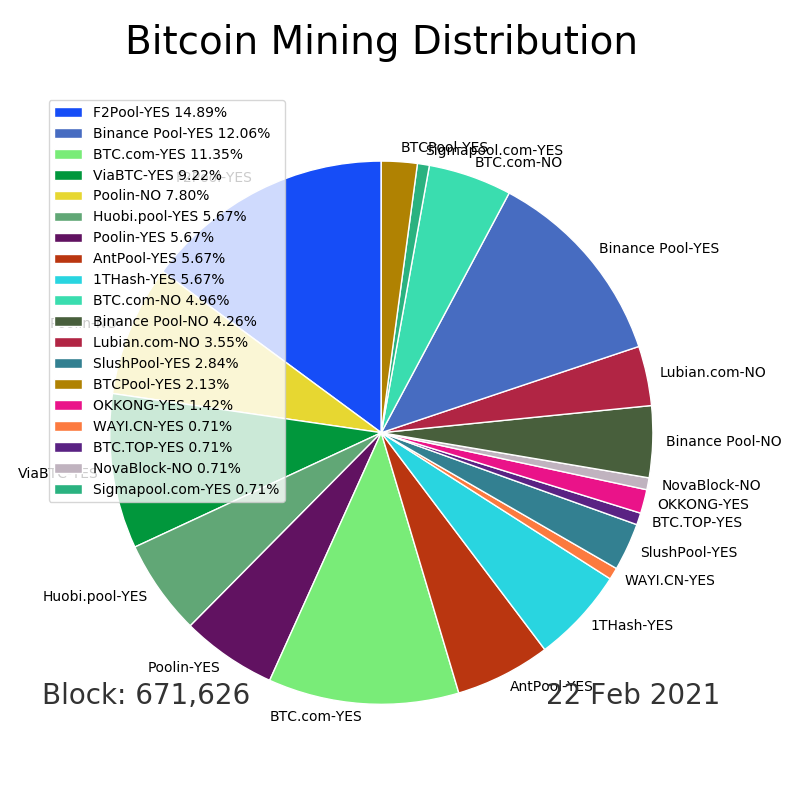 Bitcoin Mining Distribution
F2Pool-YES 14.89%
Binance Pool-YES 12.06%
BTC.com-YES 11.35%
ViaBTC-YES 9.22%
Poolin-NO 7.80%
Huobi.pool-YES 5.67%
Poolin-YES 5.67%
AntPool-YES 5.67%
1THash-YES 5.67%
BTC.com-NO 4.96%
Binance Pool-NO 4.26%
Lubian.com-NO 3.55%
SlushPool-YES 2.84%
BTCPool-YES 2.13%
OKKONG-YES 1.42%
WAYI.CN-YES 0.71%
BTC.TOP-YES 0.71%
NovaBlock-NO 0.71%
Sigmapool.com-YES 0.71%
BTCPool-YES
Sigmapool.com-YES
BTC.com-NO
Binance Pool-YES
Lubian.com-NO
Binance Pool-NO
NovaBlock-NO
OKKONG-YES
BTC.TOP-YES
SlushPool-YES
WAYI.CN-YES
1THash-YES
AntPool-YES
BTC.com-YES
Poolin-YES
Huobi.pool-YES
ViaBTC-YES
Block: 671,626
22 Feb 2021